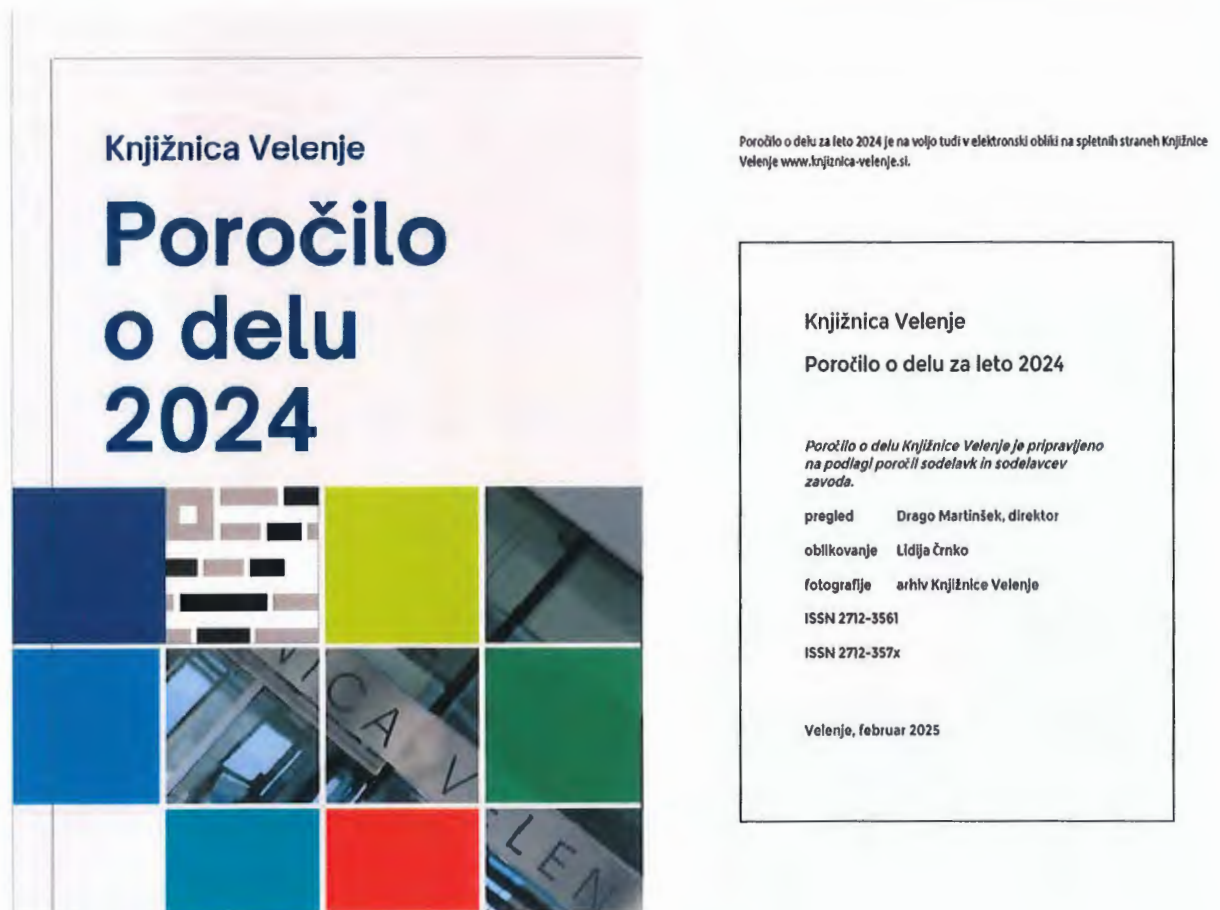 Knjižnica Velenje
Poročilo
o delu
2024
NICA V
ELEN
Poročilo o delu za leto 2024 je na voljo tudi v elektronski obliki na spletnih straneh Knjižnice
Velenje www.knjiznica-velenje.si.
Knjižnica Velenje
Poročilo o delu za leto 2024
Poročilo o delu Knjižnice Velenje je pripravljeno
na podlagi poročil sodelavk in sodelavcev
zavoda.
pregled Drago Martinšek, direktor
oblikovanje Lidija Črnko
fotografije arhiv Knjižnice Velenje
ISSN 2712-3561
ISSN 2712-357x
Velenje, februar 2025